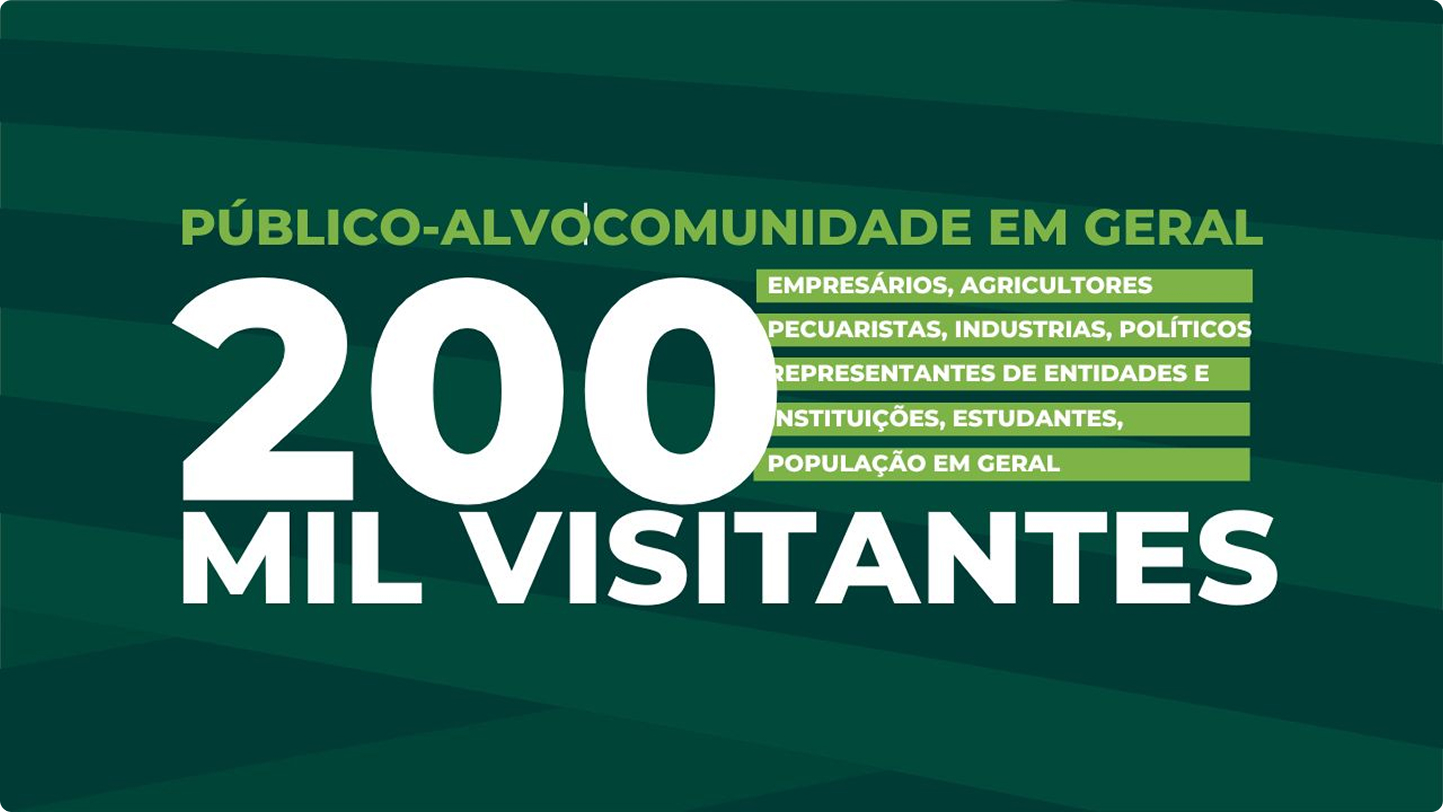 PÚBLICO-ALVO|COMUNIDADE EM GERAL
200
EMPRESÁRIOS, AGRICULTORES
PECUARISTAS, INDUSTRIAS, POLÍTICOS
REPRESENTANTES DE ENTIDADES E
INSTITUIÇÕES, ESTUDANTES,
POPULAÇÃO EM GERAL
MIL VISITANTES